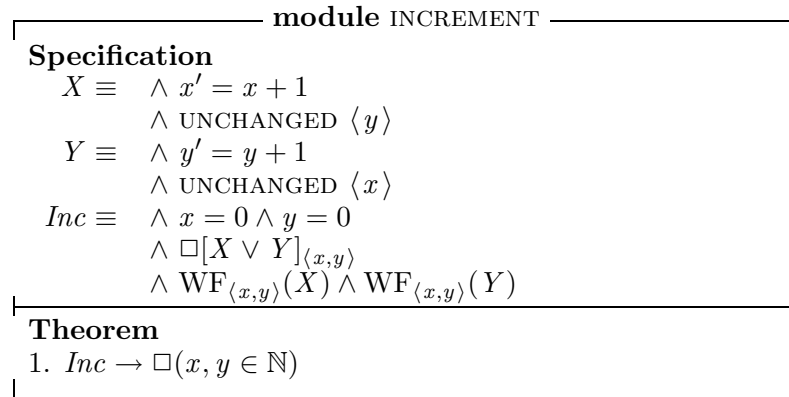 module INCREMENT
Specification
X ≡ ∧ x′ = x + 1
∧ UNCHANGED ⟨y⟩
Y ≡ ∧ y′ = y + 1
∧ UNCHANGED ⟨x⟩
Inc ≡ ∧ x = 0 ∧ y = 0
∧ □[X ∨ Y]⟨x,y⟩
∧ WF⟨x,y⟩(X) ∧ WF⟨x,y⟩(Y)
Theorem
1. Inc → □(x, y ∈ ℕ)